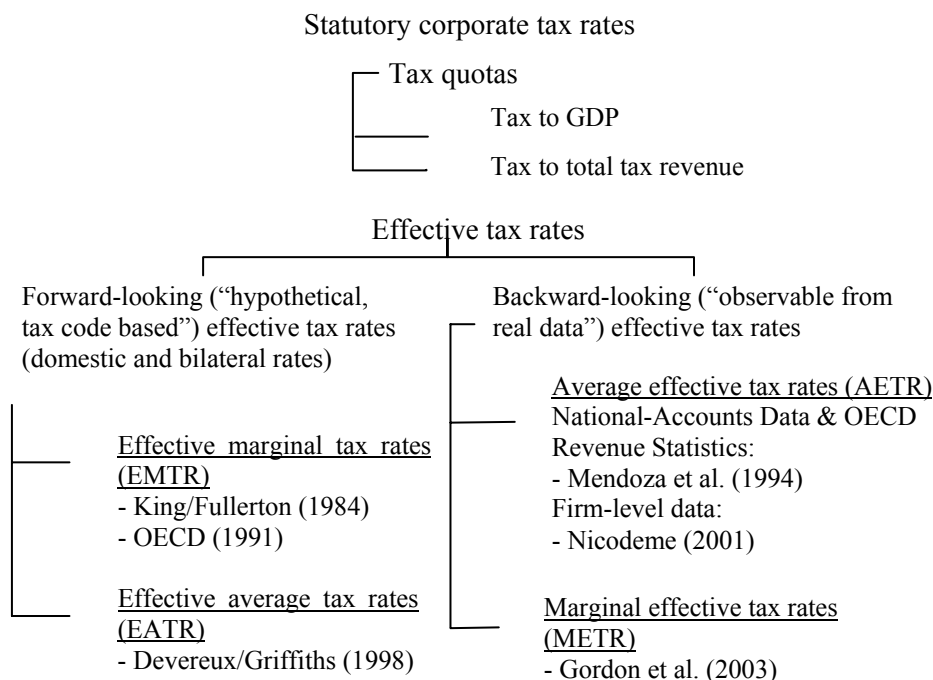 Statutory corporate tax rates
Tax quotas
Tax to GDP
Tax to total tax revenue
Effective tax rates
Forward-looking (“hypothetical,
tax code based”) effective tax rates
(domestic and bilateral rates)
Effective marginal tax rates
(EMTR)
- King/Fullerton (1984)
- OECD (1991)
Effective average tax rates
(EATR)
- Devereux/Griffiths (1998)
Backward-looking (“observable from
real data”) effective tax rates
Average effective tax rates (AETR)
National-Accounts Data & OECD
Revenue Statistics:
- Mendoza et al. (1994)
Firm-level data:
- Nicodeme (2001)
Marginal effective tax rates
(METR)
- Gordon et al. (2003)